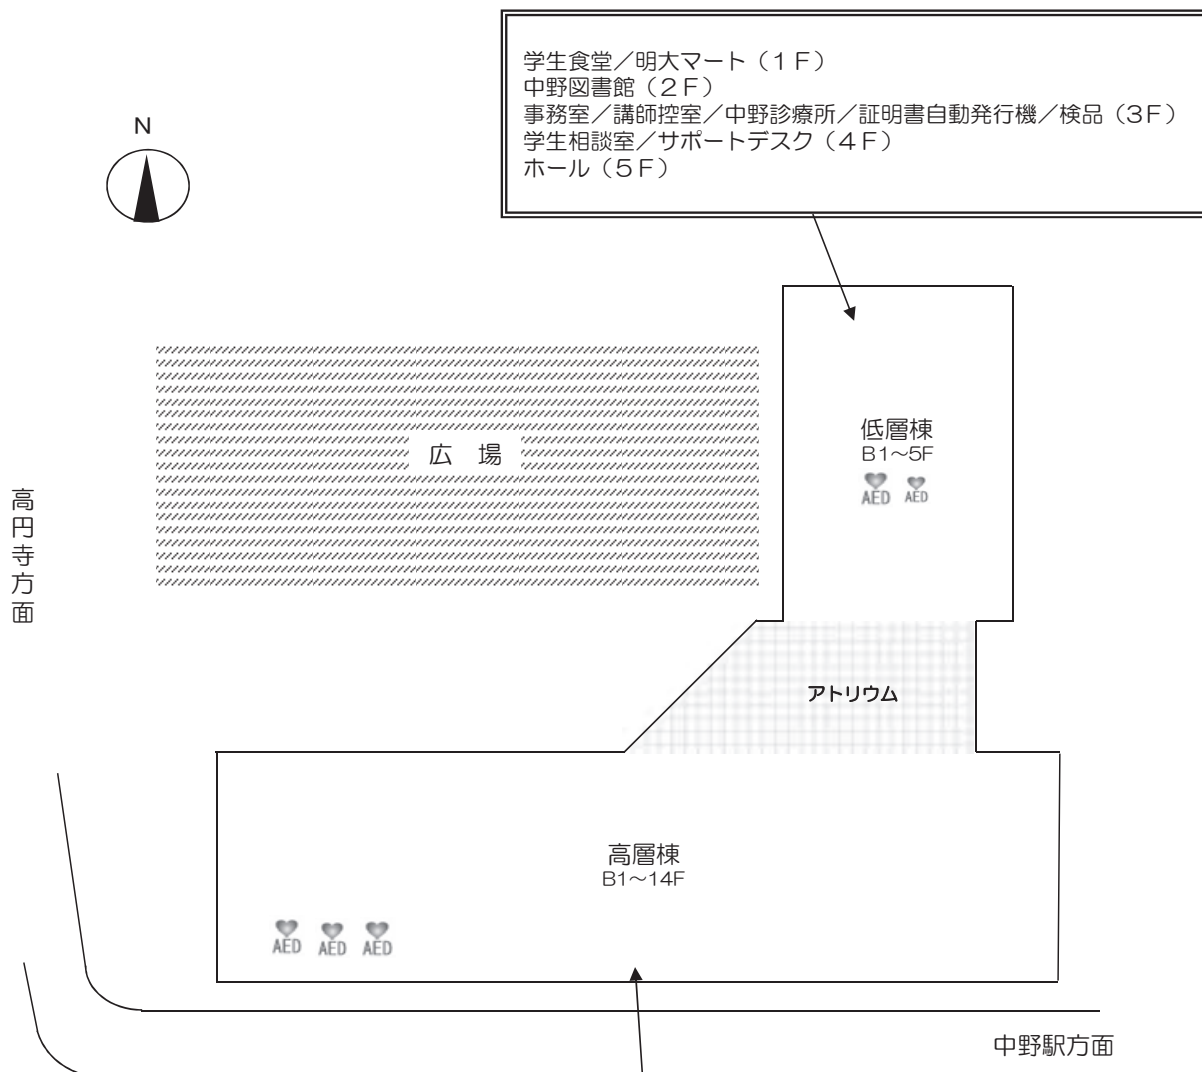 学生食堂／明大マート（１Ｆ）
中野図書館（２Ｆ）
事務室／講師控室／中野診療所／証明書自動発行機／検品（３Ｆ）
学生相談室／サポートデスク（４Ｆ）
ホール（５Ｆ）
N
低層棟
B1～5F
AED AED
広　場
高円寺方面
アトリウム
高層棟
B1～14F
AED AED AED
中野駅方面